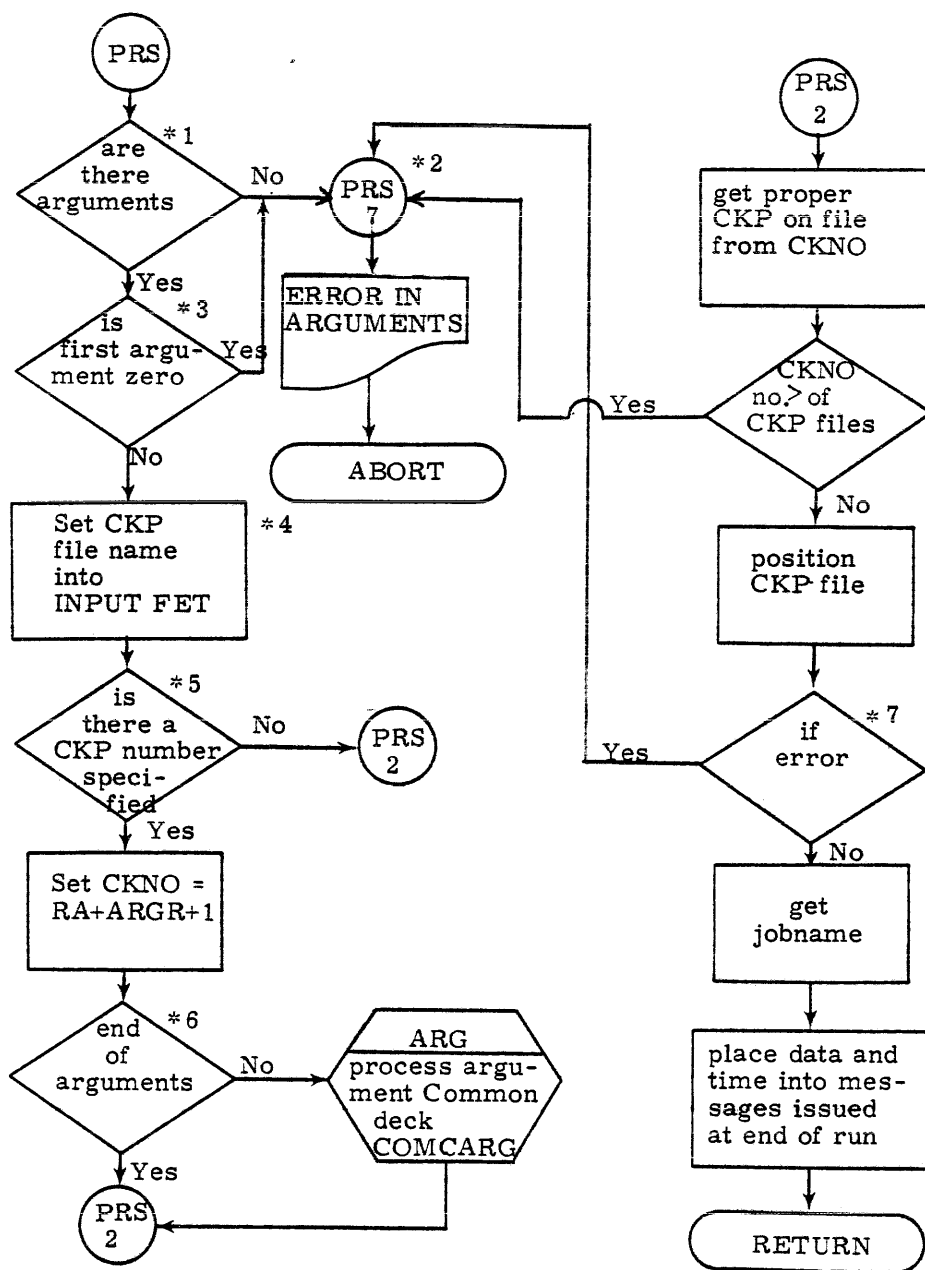 PRS
*1
are
there
arguments
No
Yes
*2
PRS
7
ERROR IN
ARGUMENTS
ABORT
*3
is
first argu-
ment zero
Yes
No
*4
Set CKP
file name
into
INPUT FET
*5
is
there a
CKP number
speci-
fied
No
PRS
2
Yes
Set CKNO =
RA+ARGR+1
*6
end
of
arguments
No
ARG
process argu-
ment Common
deck
COMCARG
Yes
PRS
2
PRS
2
get proper
CKP on file
from CKNO
CKNO
no.> of
CKP files
Yes
No
position
CKP file
*7
if
error
Yes
No
get
jobname
place data and
time into mes-
sages issued
at end of run
RETURN